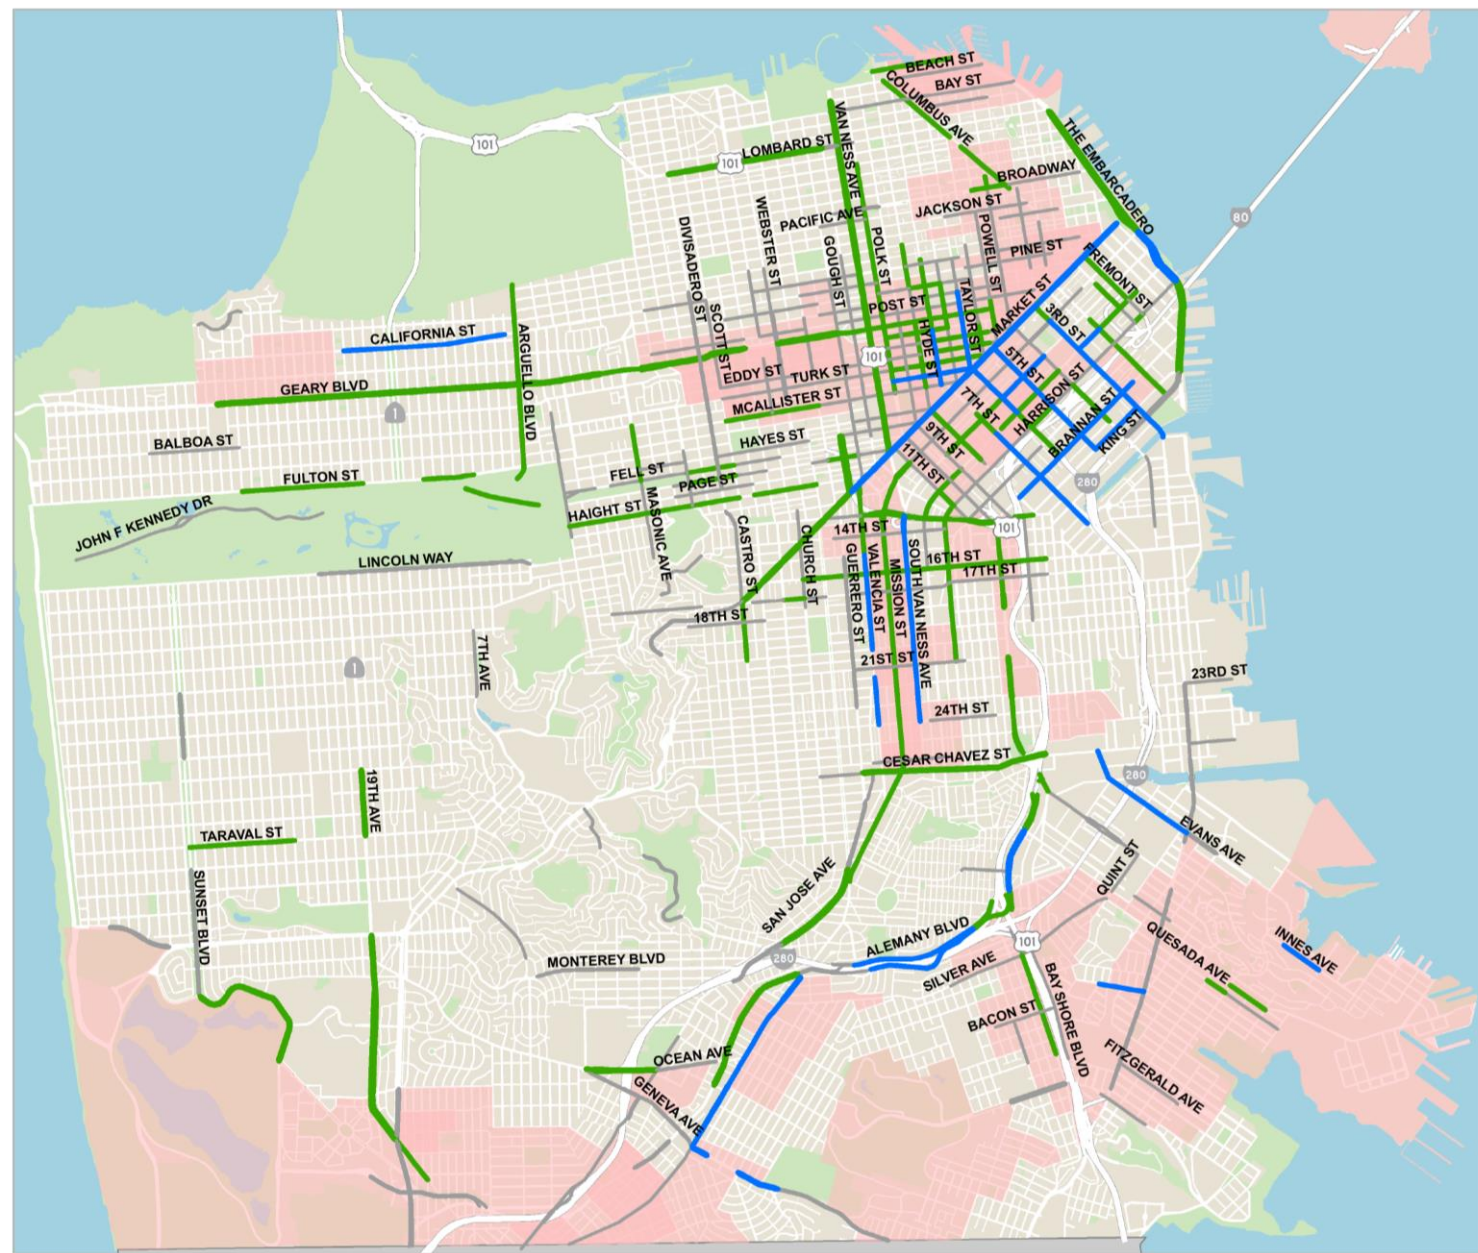 BEACH ST
BAY ST
COLUMBUS AVE
VAN NESS AVE
THE EMBARCADERO
101
LOMBARD ST
101
BROADWAY
JACKSON ST
PACIFIC AVE
WEBSTER ST
DIVISADERO ST
GOUGH ST
POLK ST
POWELL ST
PINE ST
80
FREMONT ST
TAYLOR ST
MARKET ST
POST ST
3RD ST
SCOTT ST
HYDE ST
CALIFORNIA ST
ARGUELLO BLVD
101
5TH ST
EDDY ST
TURK ST
HARRISON ST
GEARY BLVD
1
MCALLISTER ST
7TH ST
BRANNAN ST
KING ST
BALBOA ST
HAYES ST
9TH ST
11TH ST
FULTON ST
FELL ST
PAGE ST
MASONIC AVE
280
HAIGHT ST
JOHN F KENNEDY DR
CASTRO ST
CHURCH ST
14TH ST
101
LINCOLN WAY
GUERRERO ST
VALENCIA ST
MISSION ST
SOUTH VAN NESS AVE
16TH ST
17TH ST
18TH ST
7TH AVE
1
21ST ST
23RD ST
24TH ST
CESAR CHAVEZ ST
280
19TH AVE
TARAVAL ST
EVANS AVE
QUINT ST
SUNSET BLVD
SAN JOSE AVE
ALEMANY BLVD
101
QUESADA AVE
INNES AVE
MONTEREY BLVD
280
SILVER AVE
BAY SHORE BLVD
BACON ST
OCEAN AVE
FITZGERALD AVE
GENEVA AVE